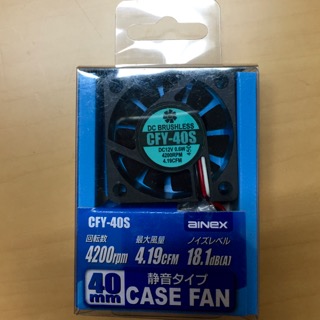 DC BRUSHLESS
CFY-40S
DC12V 0.8W
4200RPM
4.19CFM
CFY-40S
ainex
回転数 最大風量 ノイズレベル
4200rpm 4.19CFM 18.1dB(A)
40mm
静音タイプ
CASE FAN